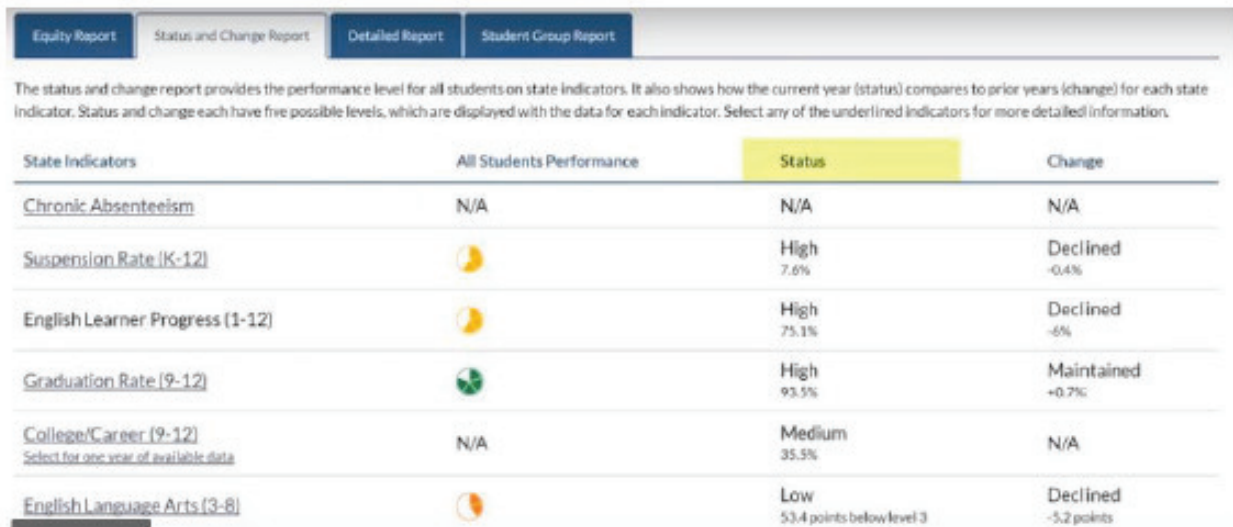 Equity Report Status and Change Report Detailed Report Student Group Report
The status and change report provides the performance level for all students on state indicators. It also shows how the current year (status) compares to prior years (change) for each state
indicator. Status and change each have five possible levels, which are displayed with the data for each indicator. Select any of the underlined indicators for more detailed information.
State Indicators All Students Performance Status Change
Chronic Absenteeism N/A N/A N/A
Suspension Rate (K-12) High Declined
7.6% -0.4%
English Learner Progress (1-12) High Declined
75.1% -6%
Graduation Rate (9-12) High Maintained
93.5% +0.7%
College/Career (9-12) N/A Medium N/A
Select for one year of available data 35.5%
English Language Arts (3-8) Low Declined
53.4 points below level 3 -5.2 points